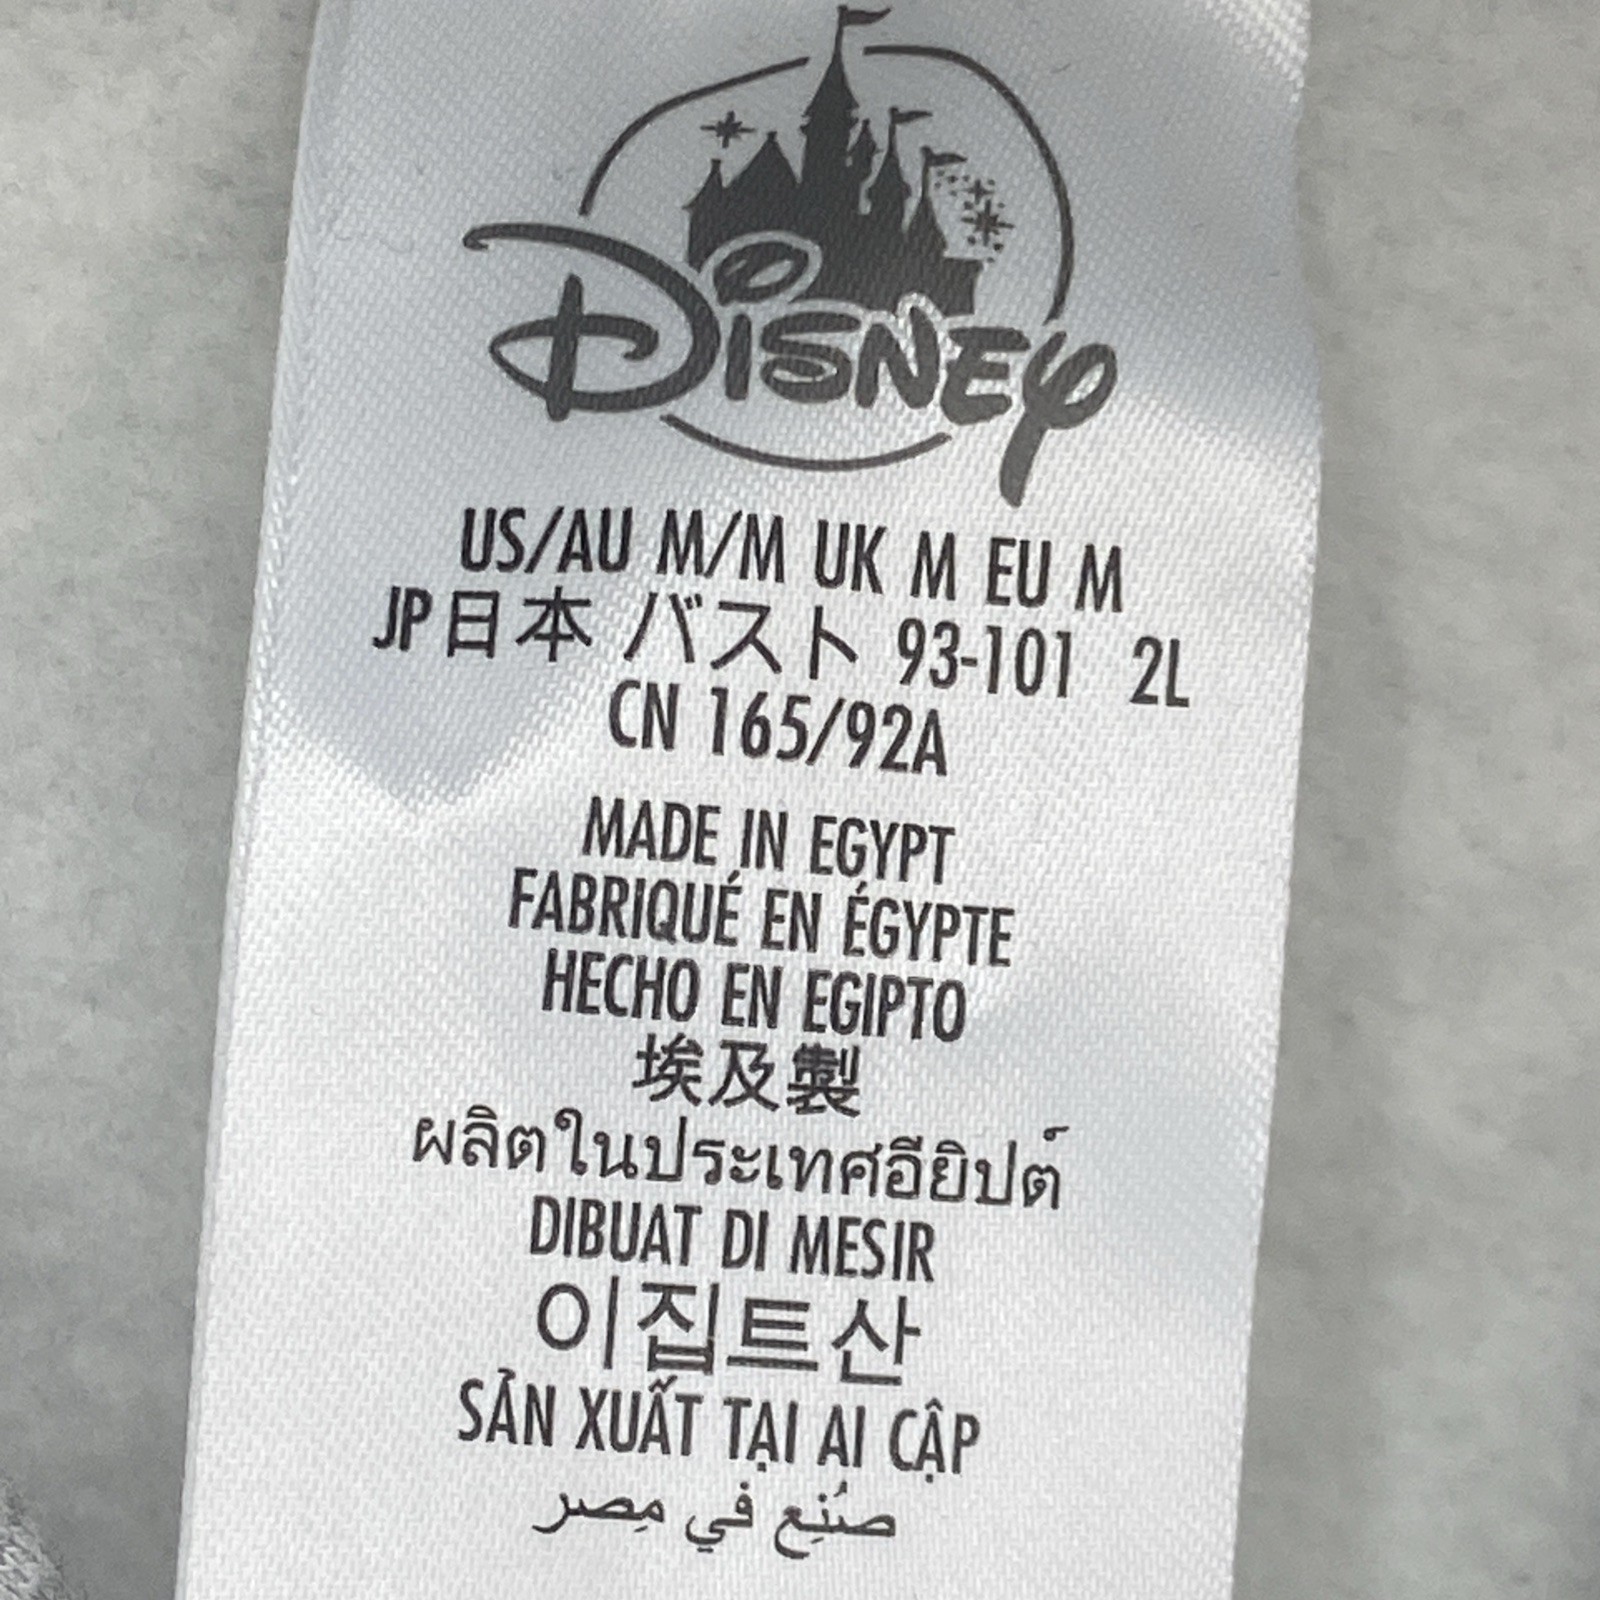 Disney
US/AU M/M UK M EU M
JP日本 バスト 93-101 2L
CN 165/92A
MADE IN EGYPT
FABRIQUÉ EN ÉGYPTE
HECHO EN EGIPTO
埃及製
ผลิตในประเทศอียิปต์
DIBUAT DI MESIR
이집트산
SẢN XUẤT TẠI AI CẬP
صُنِع في مِصر